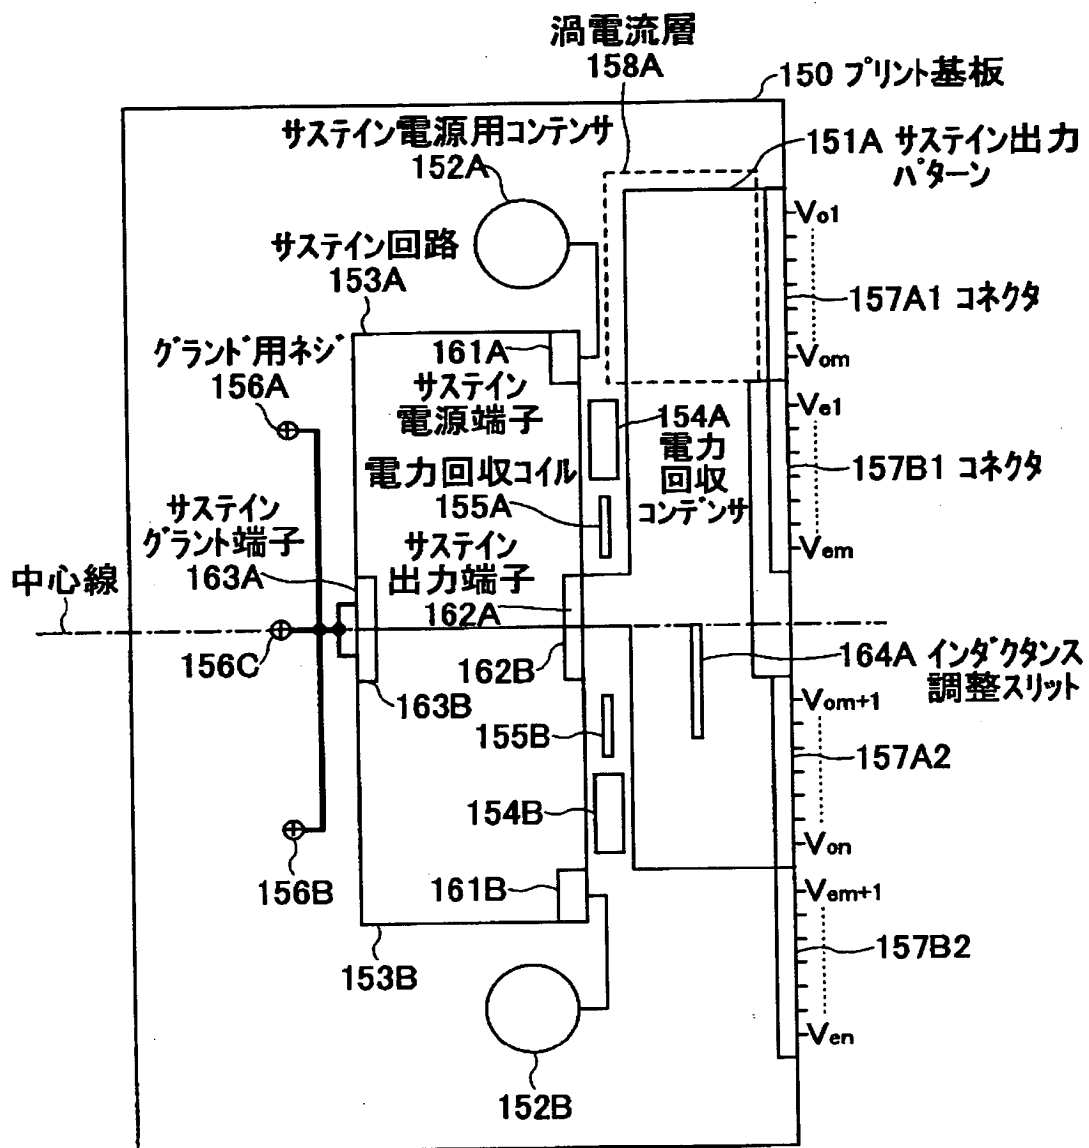 渦電流層
158A
150 プリント基板
サステイン電源用コンテンサ
152A
151A サステイン出力
パターン
Vo1
サステイン回路
153A
157A1 コネクタ
グランド用ネジ
156A
161A
サステイン
電源端子
Vom
154A
電力
回収
コンデンサ
Ve1
電力回収コイル
155A
157B1 コネクタ
サステイン
グラント端子
163A
サステイン
出力端子
162A
Vem
中心線
156C
163B
162B
164A インダクタンス
調整スリット
Vom+1
155B
157A2
154B
Von
156B
161B
Vem+1
153B
157B2
Ven
152B